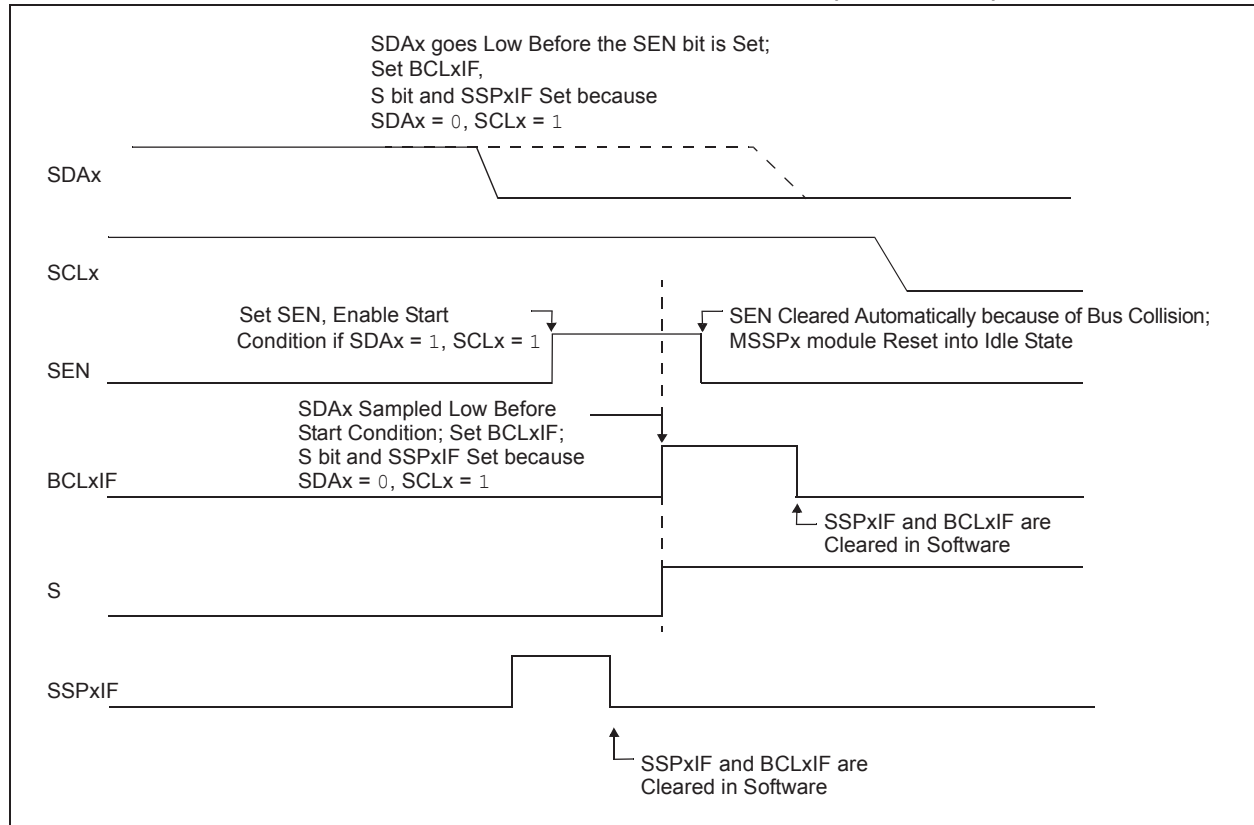 SDAx goes Low Before the SEN bit is Set;
Set BCLxIF,
S bit and SSPxIF Set because
SDAx = 0, SCLx = 1
SDAx
SCLx
Set SEN, Enable Start
Condition if SDAx = 1, SCLx = 1
SEN Cleared Automatically because of Bus Collision;
MSSPx module Reset into Idle State
SEN
SDAx Sampled Low Before
Start Condition; Set BCLxIF;
S bit and SSPxIF Set because
SDAx = 0, SCLx = 1
BCLxIF
SSPxIF and BCLxIF are
Cleared in Software
S
SSPxIF
SSPxIF and BCLxIF are
Cleared in Software